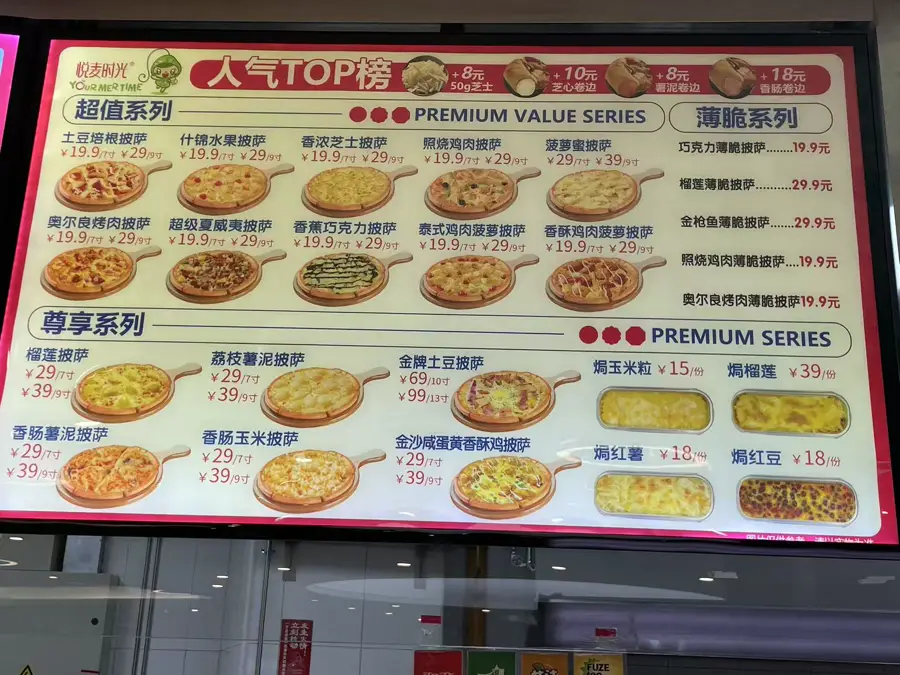 悦麦时光®
YOUR MER TIME
人气TOP榜
+8元
50g芝士
+10元
芝心卷边
+8元
薯泥卷边
+18元
香肠卷边
超值系列
PREMIUM VALUE SERIES
薄脆系列
土豆培根披萨
¥19.9/7寸 ¥29/9寸
什锦水果披萨
¥19.9/7寸 ¥29/9寸
香浓芝士披萨
¥19.9/7寸 ¥29/9寸
照烧鸡肉披萨
¥19.9/7寸 ¥29/9寸
菠萝蜜披萨
¥29/7寸 ¥39/9寸
奥尔良烤肉披萨
¥19.9/7寸 ¥29/9寸
超级夏威夷披萨
¥19.9/7寸 ¥29/9寸
香蕉巧克力披萨
¥19.9/7寸 ¥29/9寸
泰式鸡肉菠萝披萨
¥19.9/7寸 ¥29/9寸
香酥鸡肉菠萝披萨
¥19.9/7寸 ¥29/9寸
巧克力薄脆披萨........19.9元
榴莲薄脆披萨..........29.9元
金枪鱼薄脆披萨.......29.9元
照烧鸡肉薄脆披萨....19.9元
奥尔良烤肉薄脆披萨19.9元
尊享系列
PREMIUM SERIES
榴莲披萨
¥29/7寸
¥39/9寸
荔枝薯泥披萨
¥29/7寸
¥39/9寸
金牌土豆披萨
¥69/10寸
¥99/13寸
焗玉米粒 ¥15/份
焗榴莲 ¥39/份
香肠薯泥披萨
¥29/7寸
¥39/9寸
香肠玉米披萨
¥29/7寸
¥39/9寸
金沙咸蛋黄香酥鸡披萨
¥29/7寸
¥39/9寸
焗红薯 ¥18/份
焗红豆 ¥18/份
图片仅供参考，请以实物为准
FUZE